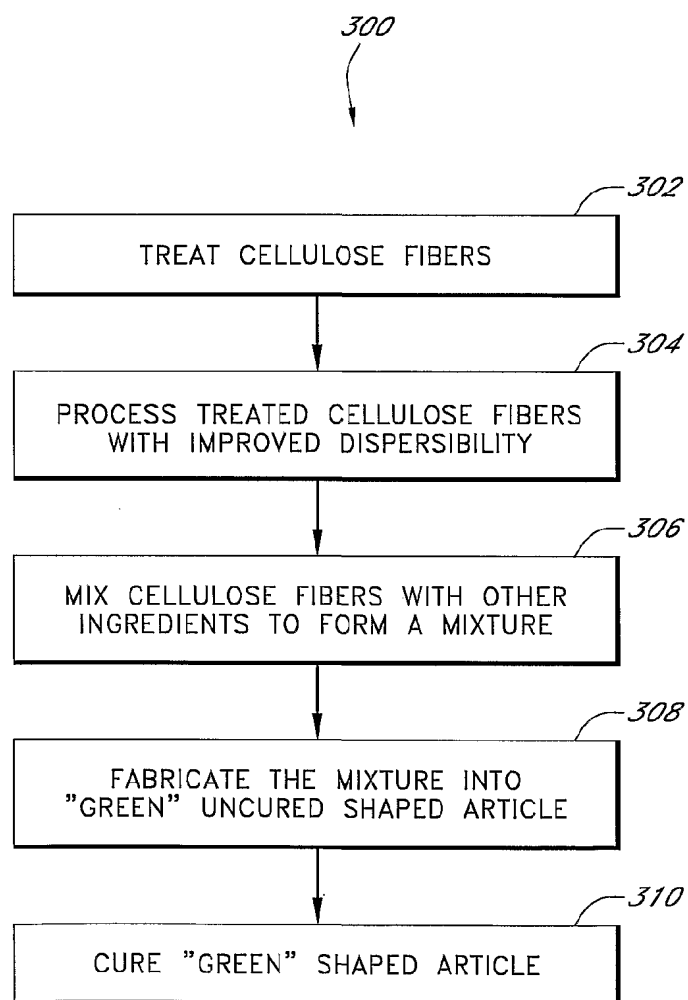 300
302
TREAT CELLULOSE FIBERS
304
PROCESS TREATED CELLULOSE FIBERS
WITH IMPROVED DISPERSIBILITY
306
MIX CELLULOSE FIBERS WITH OTHER
INGREDIENTS TO FORM A MIXTURE
308
FABRICATE THE MIXTURE INTO
"GREEN" UNCURED SHAPED ARTICLE
310
CURE "GREEN" SHAPED ARTICLE